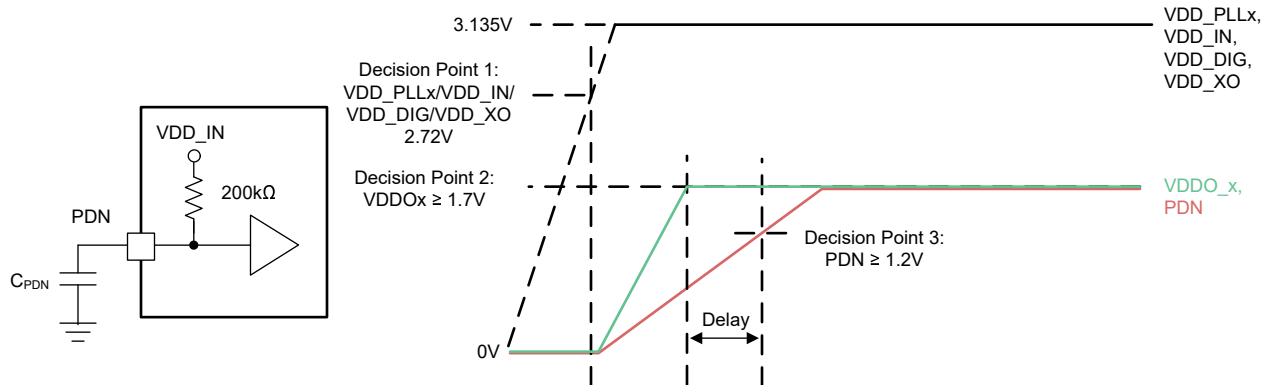 3.135V
VDD_PLLx,
VDD_IN,
VDD_DIG,
VDD_XO
Decision Point 1:
VDD_PLLx/VDD_IN/
VDD_DIG/VDD_XO
2.72V
VDD_IN
200kΩ
PDN
CPDN
Decision Point 2:
VDDOx ≥ 1.7V
VDDO_x,
PDN
Decision Point 3:
PDN ≥ 1.2V
Delay
0V